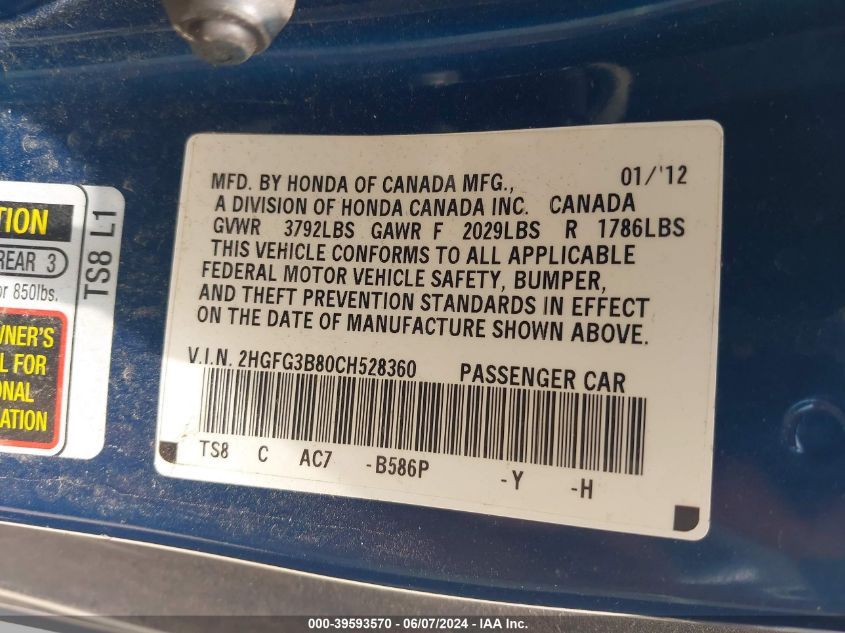 MFD. BY HONDA OF CANADA MFG., 01/'12
A DIVISION OF HONDA CANADA INC. CANADA
GVWR 3792LBS GAWR F 2029LBS R 1786LBS
THIS VEHICLE CONFORMS TO ALL APPLICABLE
FEDERAL MOTOR VEHICLE SAFETY, BUMPER,
AND THEFT PREVENTION STANDARDS IN EFFECT
ON THE DATE OF MANUFACTURE SHOWN ABOVE.
V.I.N. 2HGFG3B80CH528360 PASSENGER CAR
TS8 C AC7 -B586P -Y -H
TION
REAR 3
or 850lbs.
WNER'S
L FOR
ONAL
ATION
TS8 L1
000-39593570 - 06/07/2024 - IAA Inc.